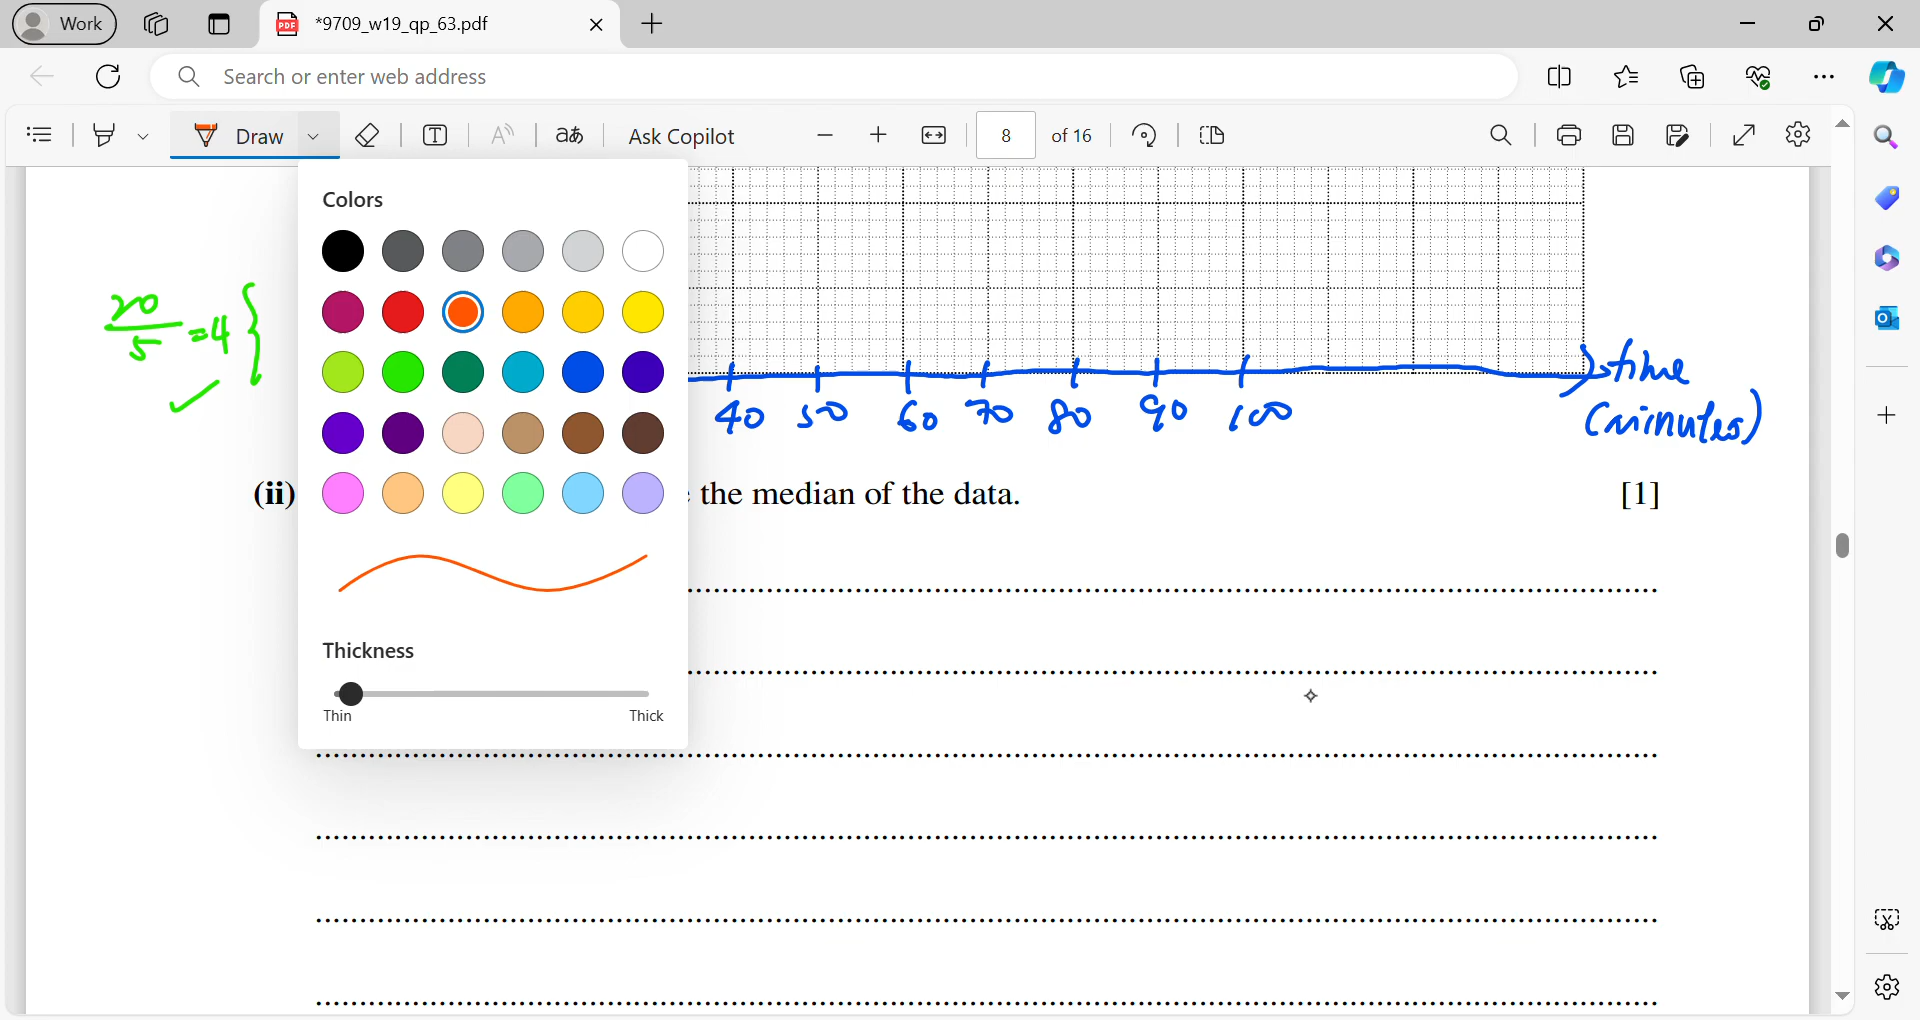 Work
*9709_w19_qp_63.pdf
Search or enter web address
Draw
Ask Copilot
8 of 16
Colors
20/5 = 4
time
(minutes)
40 50 60 70 80 90 100
(ii) the median of the data. [1]
Thickness
Thin Thick